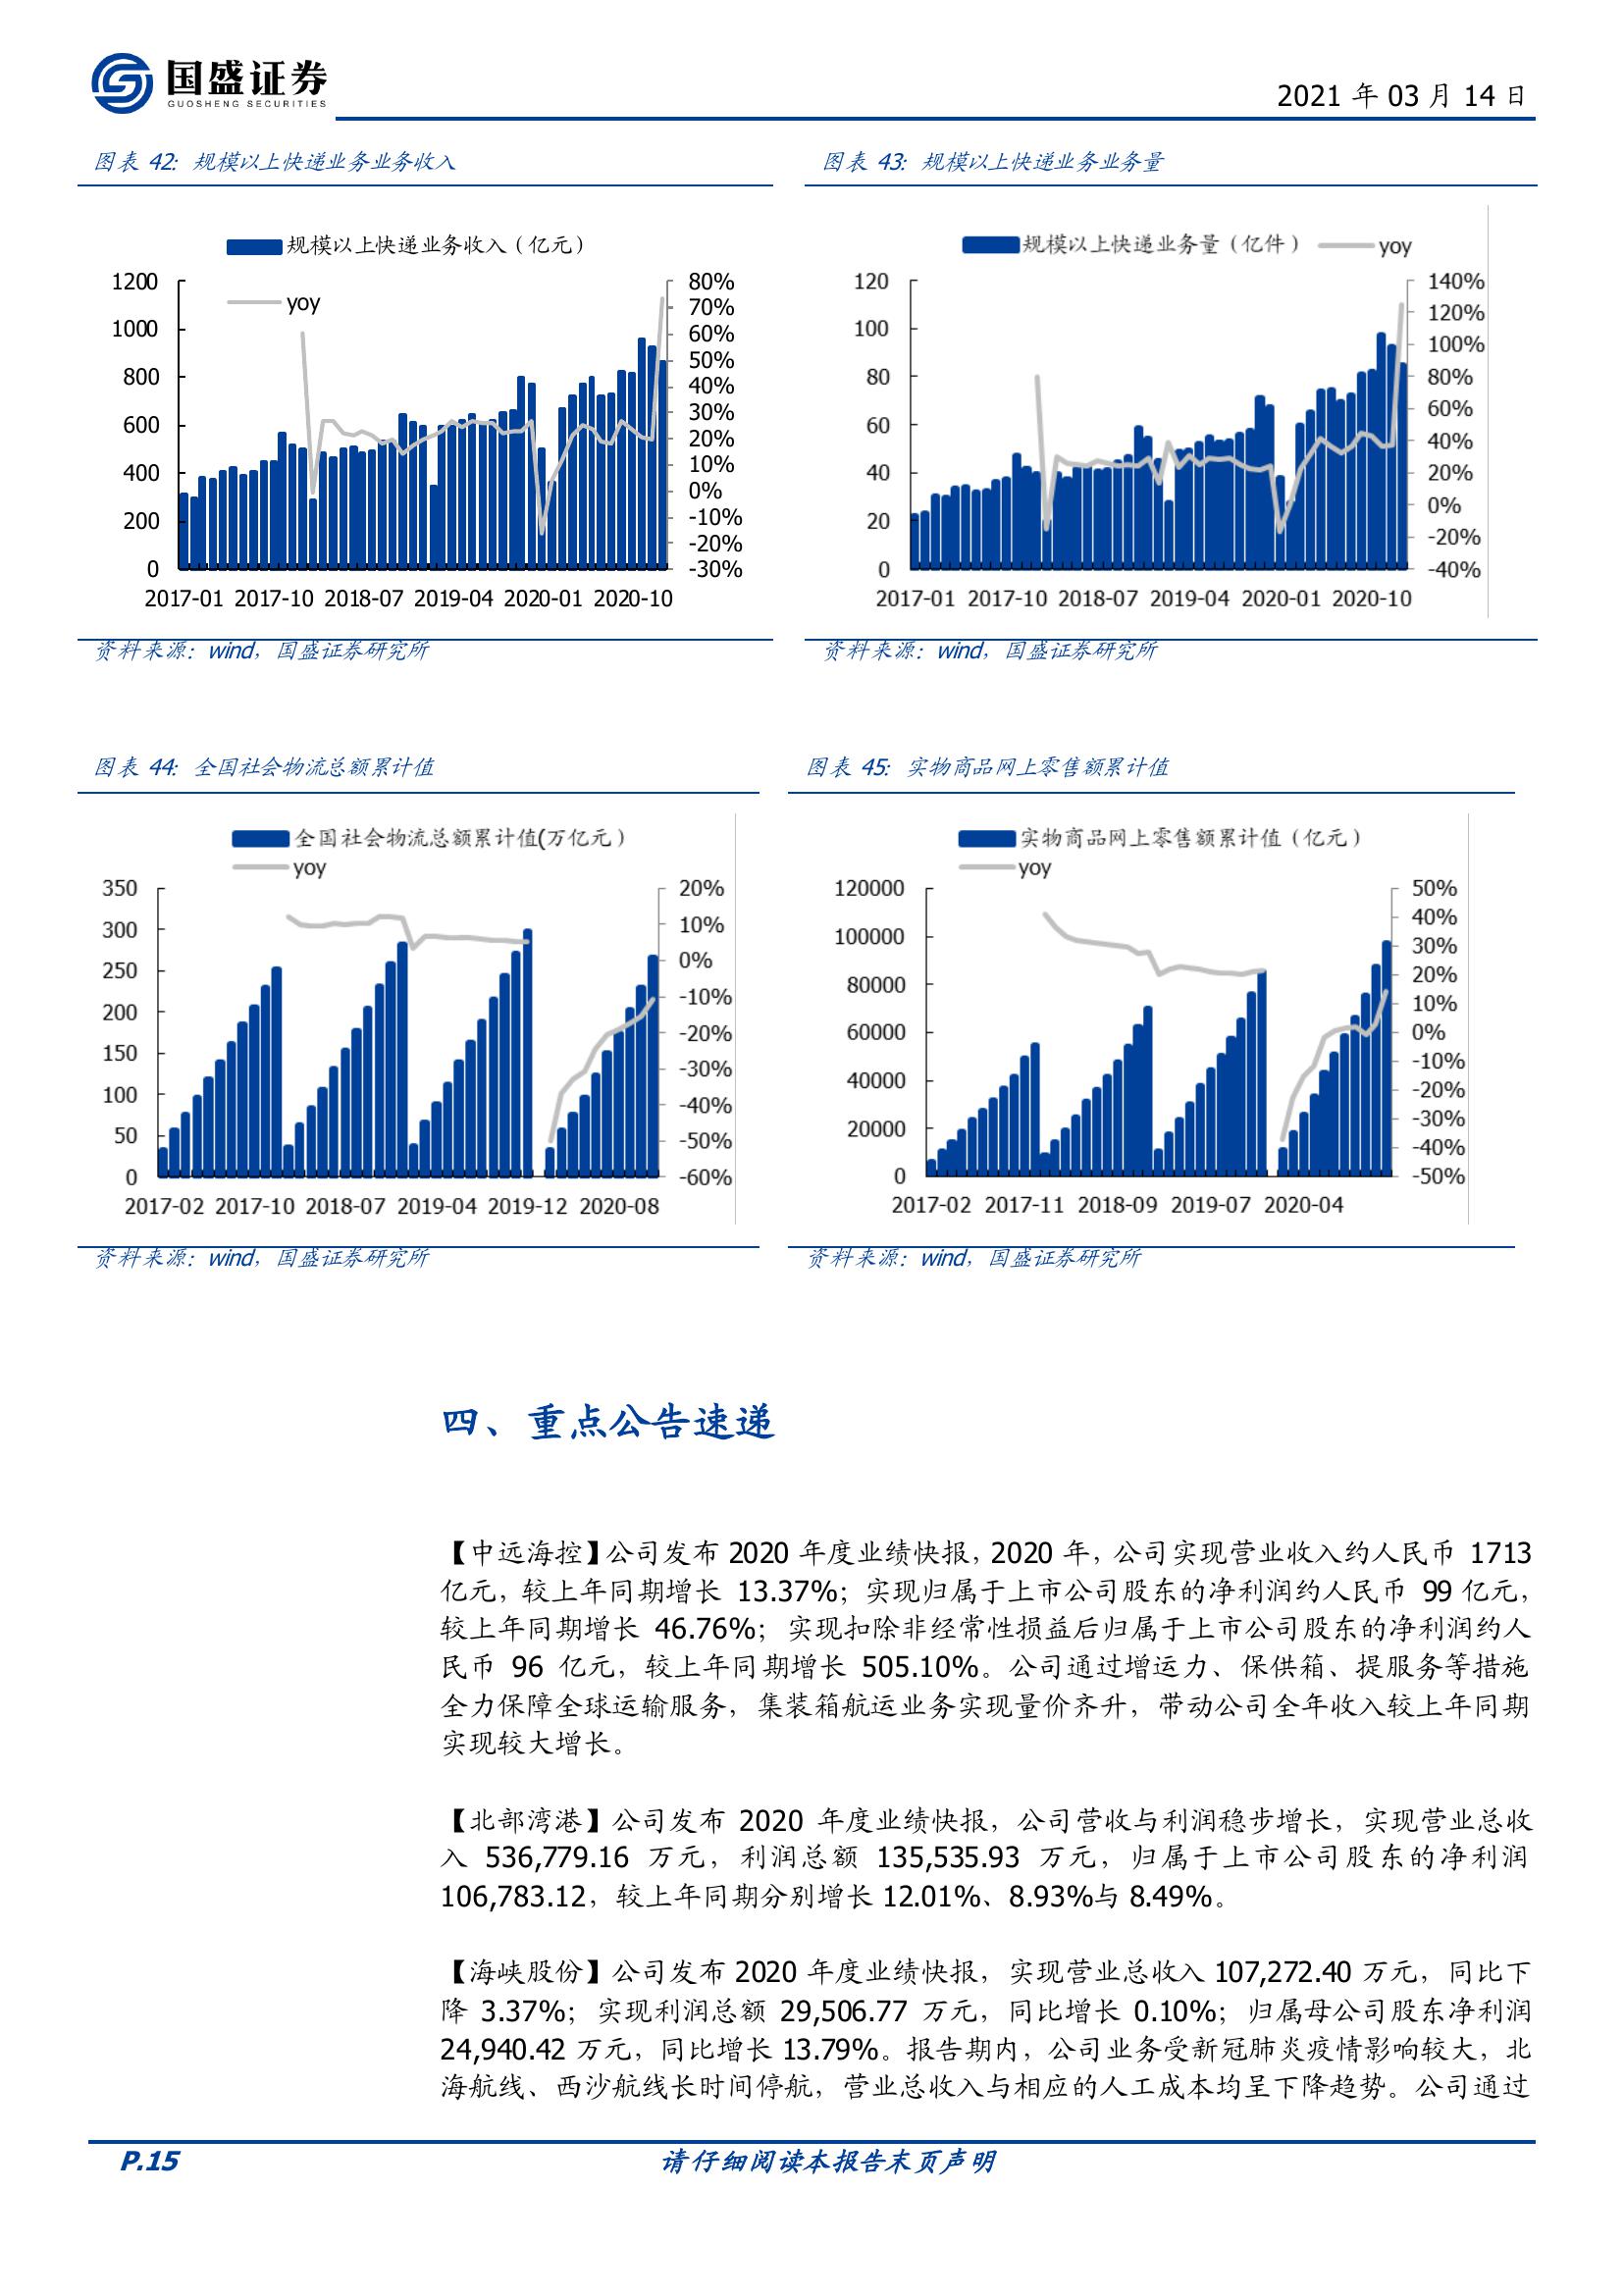 国盛证券
GUOSHENG SECURITIES
2021 年 03 月 14 日
图表 42：规模以上快递业务业务收入
规模以上快递业务收入（亿元）
yoy
1200
1000
800
600
400
200
0
80%
70%
60%
50%
40%
30%
20%
10%
0%
-10%
-20%
-30%
2017-01 2017-10 2018-07 2019-04 2020-01 2020-10
资料来源：wind，国盛证券研究所
图表 43：规模以上快递业务业务量
规模以上快递业务量（亿件） yoy
120
100
80
60
40
20
0
140%
120%
100%
80%
60%
40%
20%
0%
-20%
-40%
2017-01 2017-10 2018-07 2019-04 2020-01 2020-10
资料来源：wind，国盛证券研究所
图表 44：全国社会物流总额累计值
全国社会物流总额累计值(万亿元）
yoy
350
300
250
200
150
100
50
0
20%
10%
0%
-10%
-20%
-30%
-40%
-50%
-60%
2017-02 2017-10 2018-07 2019-04 2019-12 2020-08
资料来源：wind，国盛证券研究所
图表 45：实物商品网上零售额累计值
实物商品网上零售额累计值（亿元）
yoy
120000
100000
80000
60000
40000
20000
0
50%
40%
30%
20%
10%
0%
-10%
-20%
-30%
-40%
-50%
2017-02 2017-11 2018-09 2019-07 2020-04
资料来源：wind，国盛证券研究所
四、重点公告速递
【中远海控】公司发布 2020 年度业绩快报，2020 年，公司实现营业收入约人民币 1713
亿元，较上年同期增长 13.37%；实现归属于上市公司股东的净利润约人民币 99 亿元，
较上年同期增长 46.76%；实现扣除非经常性损益后归属于上市公司股东的净利润约人
民币 96 亿元，较上年同期增长 505.10%。公司通过增运力、保供箱、提服务等措施
全力保障全球运输服务，集装箱航运业务实现量价齐升，带动公司全年收入较上年同期
实现较大增长。
【北部湾港】公司发布 2020 年度业绩快报，公司营收与利润稳步增长，实现营业总收
入 536,779.16 万元，利润总额 135,535.93 万元，归属于上市公司股东的净利润
106,783.12，较上年同期分别增长 12.01%、8.93%与 8.49%。
【海峡股份】公司发布 2020 年度业绩快报，实现营业总收入 107,272.40 万元，同比下
降 3.37%；实现利润总额 29,506.77 万元，同比增长 0.10%；归属母公司股东净利润
24,940.42 万元，同比增长 13.79%。报告期内，公司业务受新冠肺炎疫情影响较大，北
海航线、西沙航线长时间停航，营业总收入与相应的人工成本均呈下降趋势。公司通过
P.15
请仔细阅读本报告末页声明